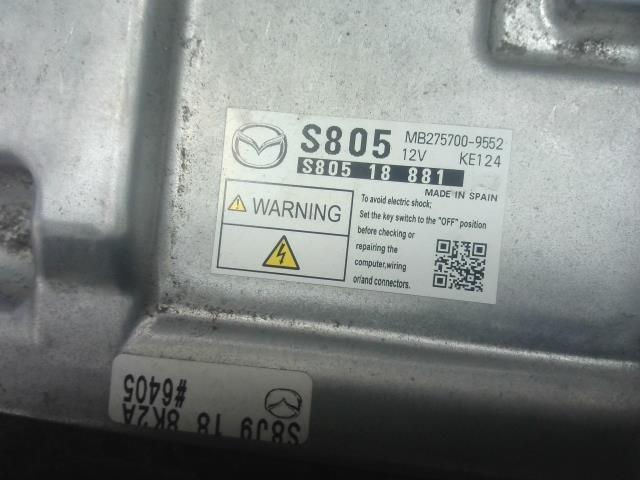 S805 MB275700-9552
12V KE124
S805 18 881
MADE IN SPAIN
WARNING
To avoid electric shock;
Set the key switch to the "OFF" position
before checking or
repairing the
computer,wiring
or/and connectors.
S8J9 18 8K2A
#6405